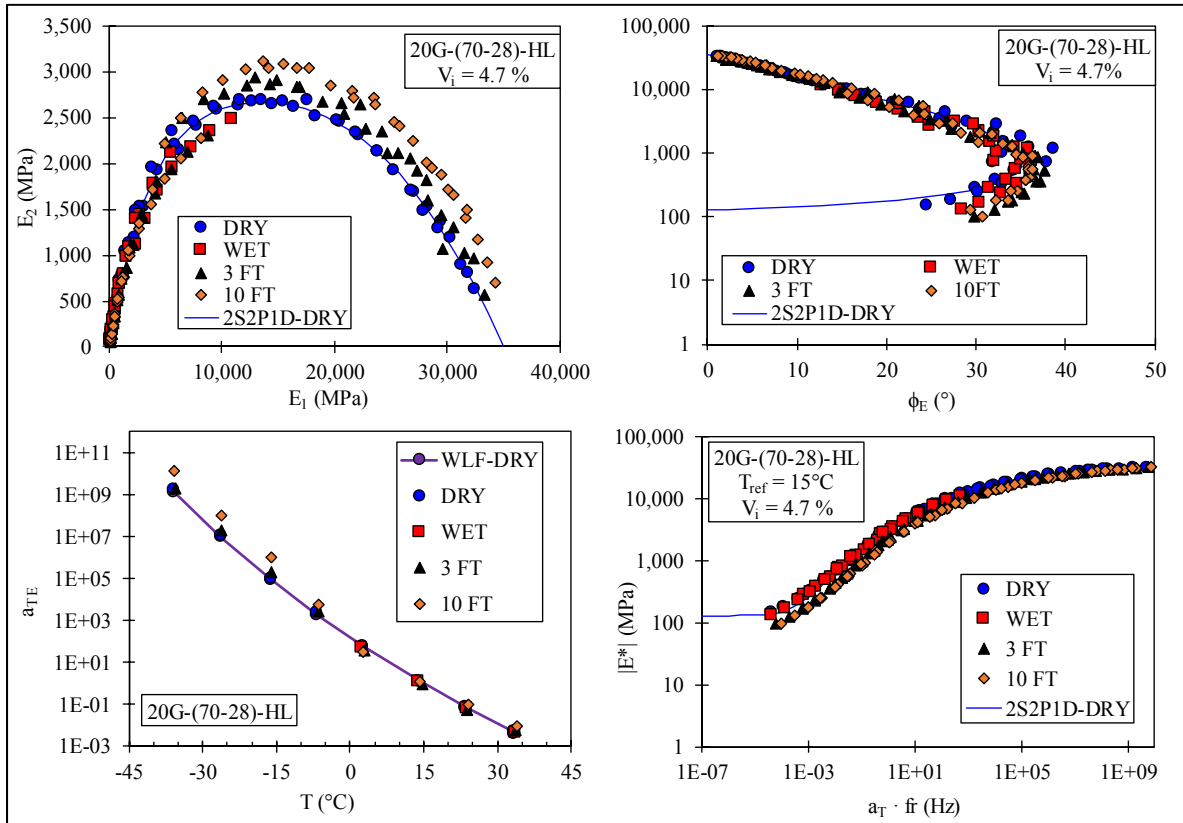 3,500
3,000
2,500
2,000
1,500
1,000
500
0
E2 (MPa)
20G-(70-28)-HL
Vi = 4.7 %
DRY
WET
3 FT
10 FT
2S2P1D-DRY
0 10,000 20,000 30,000 40,000
E1 (MPa)
100,000
10,000
1,000
100
10
1
|E*| (MPa)
20G-(70-28)-HL
Vi = 4.7%
DRY WET
3 FT 10FT
2S2P1D-DRY
0 10 20 30 40 50
ϕE (°)
1E+11
1E+09
1E+07
1E+05
1E+03
1E+01
1E-01
1E-03
aTE
WLF-DRY
DRY
WET
3 FT
10 FT
20G-(70-28)-HL
-45 -30 -15 0 15 30 45
T (°C)
100,000
10,000
1,000
100
10
1
|E*| (MPa)
20G-(70-28)-HL
Tref = 15°C
Vi = 4.7 %
DRY
WET
3 FT
10 FT
2S2P1D-DRY
1E-07 1E-03 1E+01 1E+05 1E+09
aT · fr (Hz)